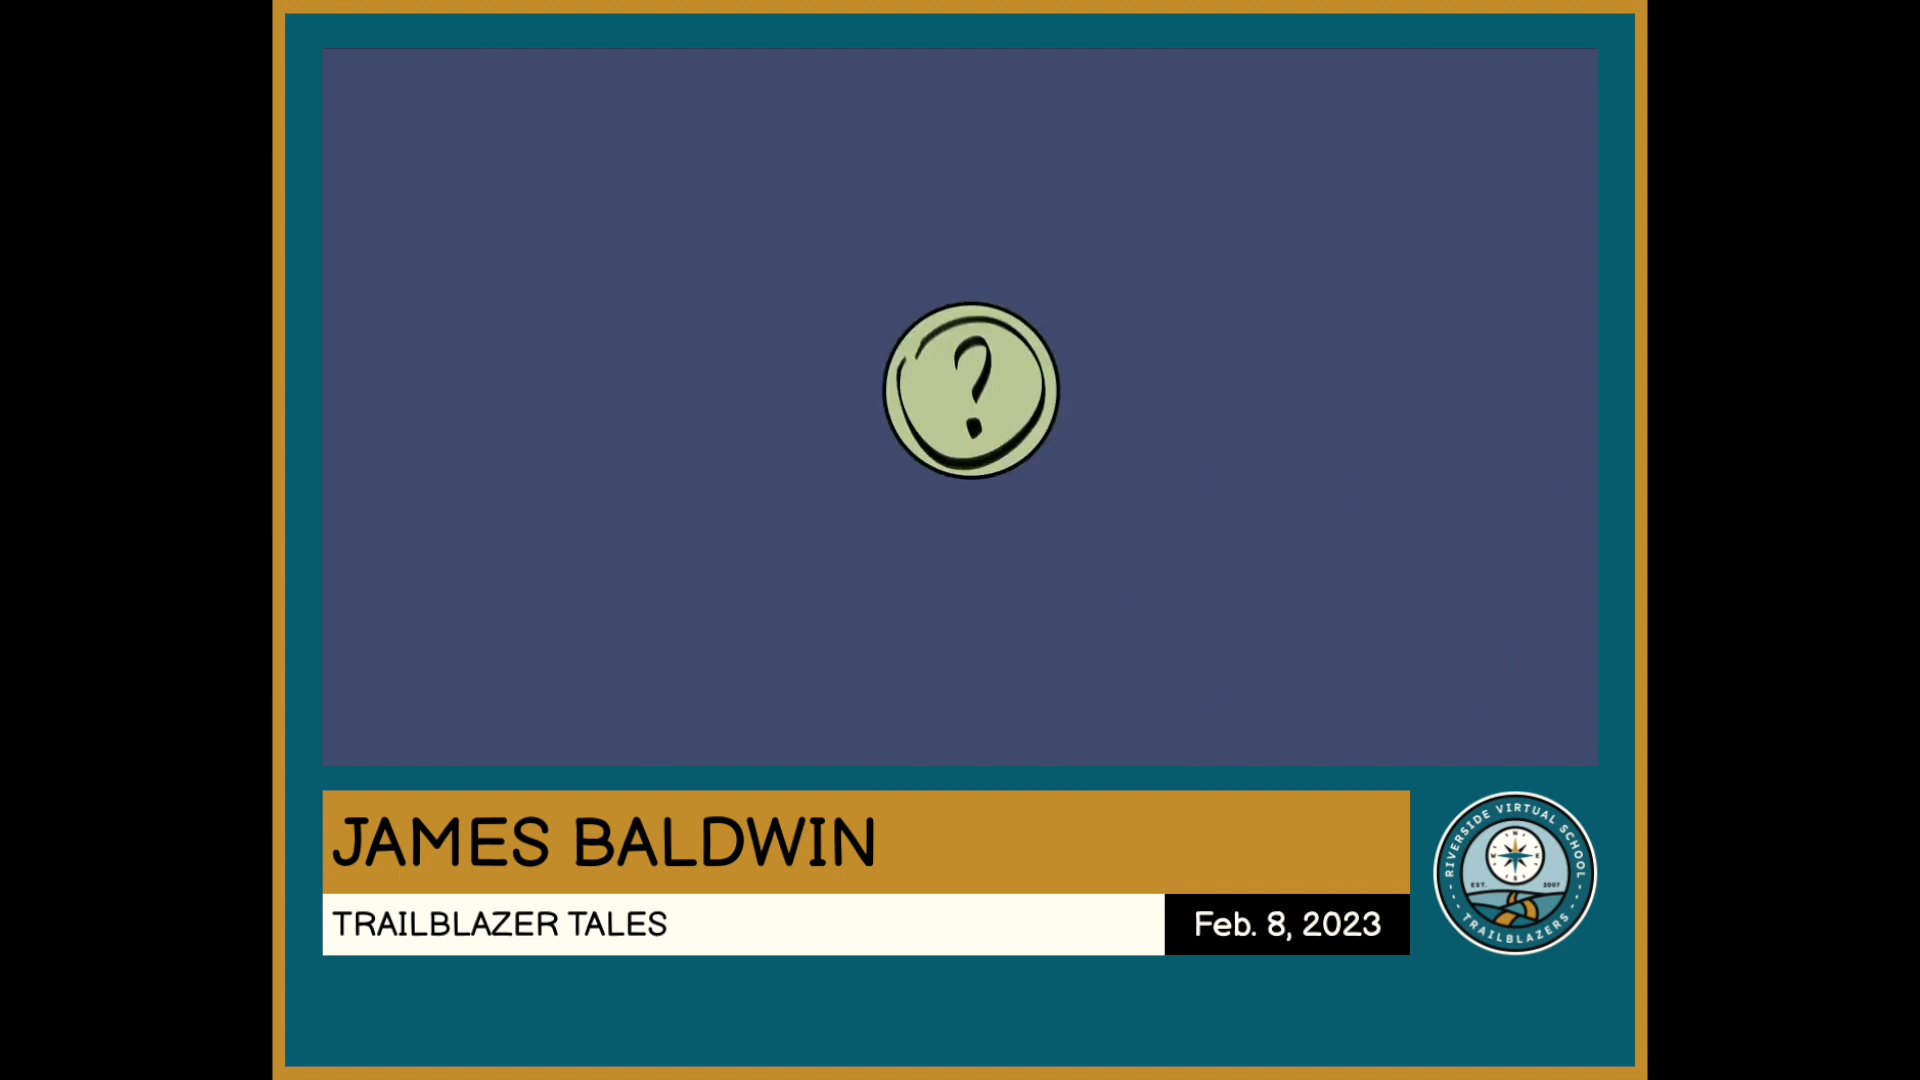 ?
JAMES BALDWIN
TRAILBLAZER TALES
Feb. 8, 2023
RIVERSIDE VIRTUAL SCHOOL
N
W E
S
EST. 2007
TRAILBLAZERS